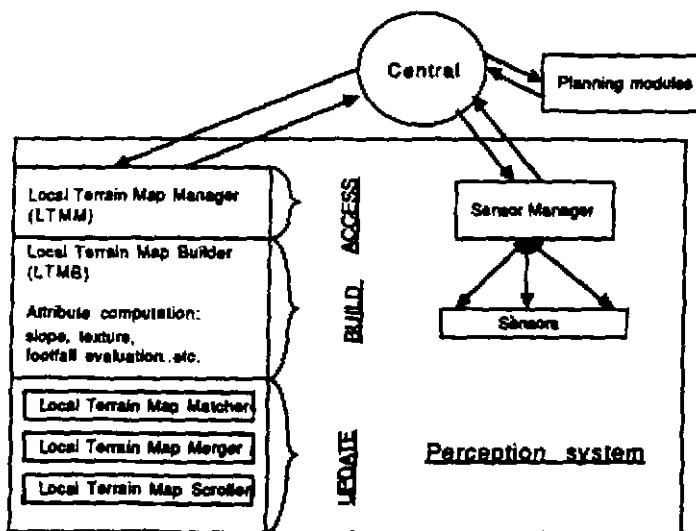 Central
Planning modules
Local Terrain Map Manager
(LTMM)
ACCESS
Sensor Manager
Local Terrain Map Builder
(LTMB)
Attribute computation:
slope, texture,
footfall evaluation..etc.
BUILD
Sensors
Local Terrain Map Matcher
Local Terrain Map Merger
Local Terrain Map Scroller
UPDATE
Perception system